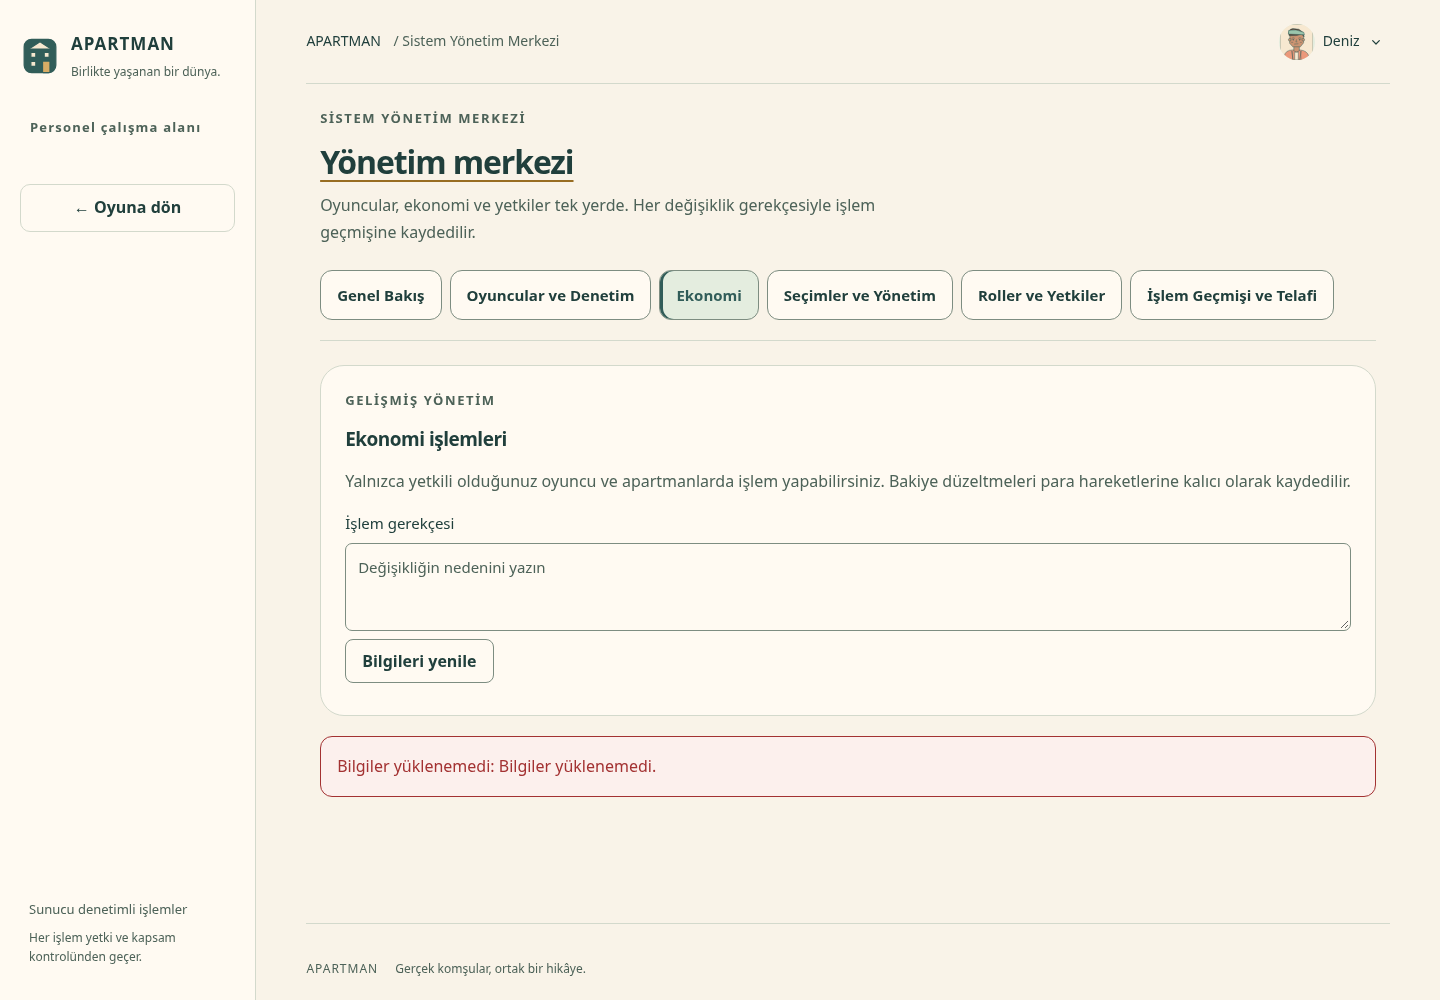 APARTMAN
Birlikte yaşanan bir dünya.
Personel çalışma alanı
← Oyuna dön
Sunucu denetimli işlemler
Her işlem yetki ve kapsam
kontrolünden geçer.
APARTMAN / Sistem Yönetim Merkezi
Deniz
SİSTEM YÖNETİM MERKEZİ
Yönetim merkezi
Oyuncular, ekonomi ve yetkiler tek yerde. Her değişiklik gerekçesiyle işlem
geçmişine kaydedilir.
Genel Bakış
Oyuncular ve Denetim
Ekonomi
Seçimler ve Yönetim
Roller ve Yetkiler
İşlem Geçmişi ve Telafi
GELİŞMİŞ YÖNETİM
Ekonomi işlemleri
Yalnızca yetkili olduğunuz oyuncu ve apartmanlarda işlem yapabilirsiniz. Bakiye düzeltmeleri para hareketlerine kalıcı olarak kaydedilir.
İşlem gerekçesi
Değişikliğin nedenini yazın
Bilgileri yenile
Bilgiler yüklenemedi: Bilgiler yüklenemedi.
APARTMAN Gerçek komşular, ortak bir hikâye.